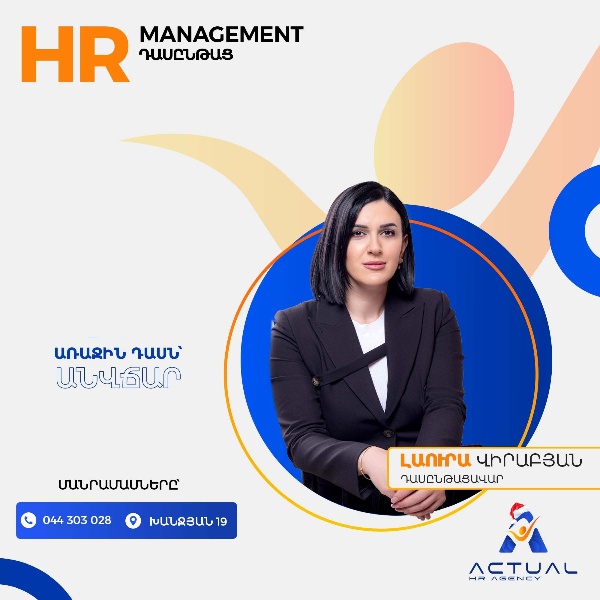 HR
MANAGEMENT
ԴԱՍԸՆԹԱՑ
ԱՌԱՋԻՆ ԴԱՍՆ՝
ԱՆՎՃԱՐ
ՄԱՆՐԱՄԱՍՆԵՐԸ՝
044 303 028
ԽԱՆՋՅԱՆ 19
ԼԱՈՒՐԱ ՎԻՐԱԲՅԱՆ
ԴԱՍԸՆԹԱՑԱՎԱՐ
ACTUAL
HR AGENCY